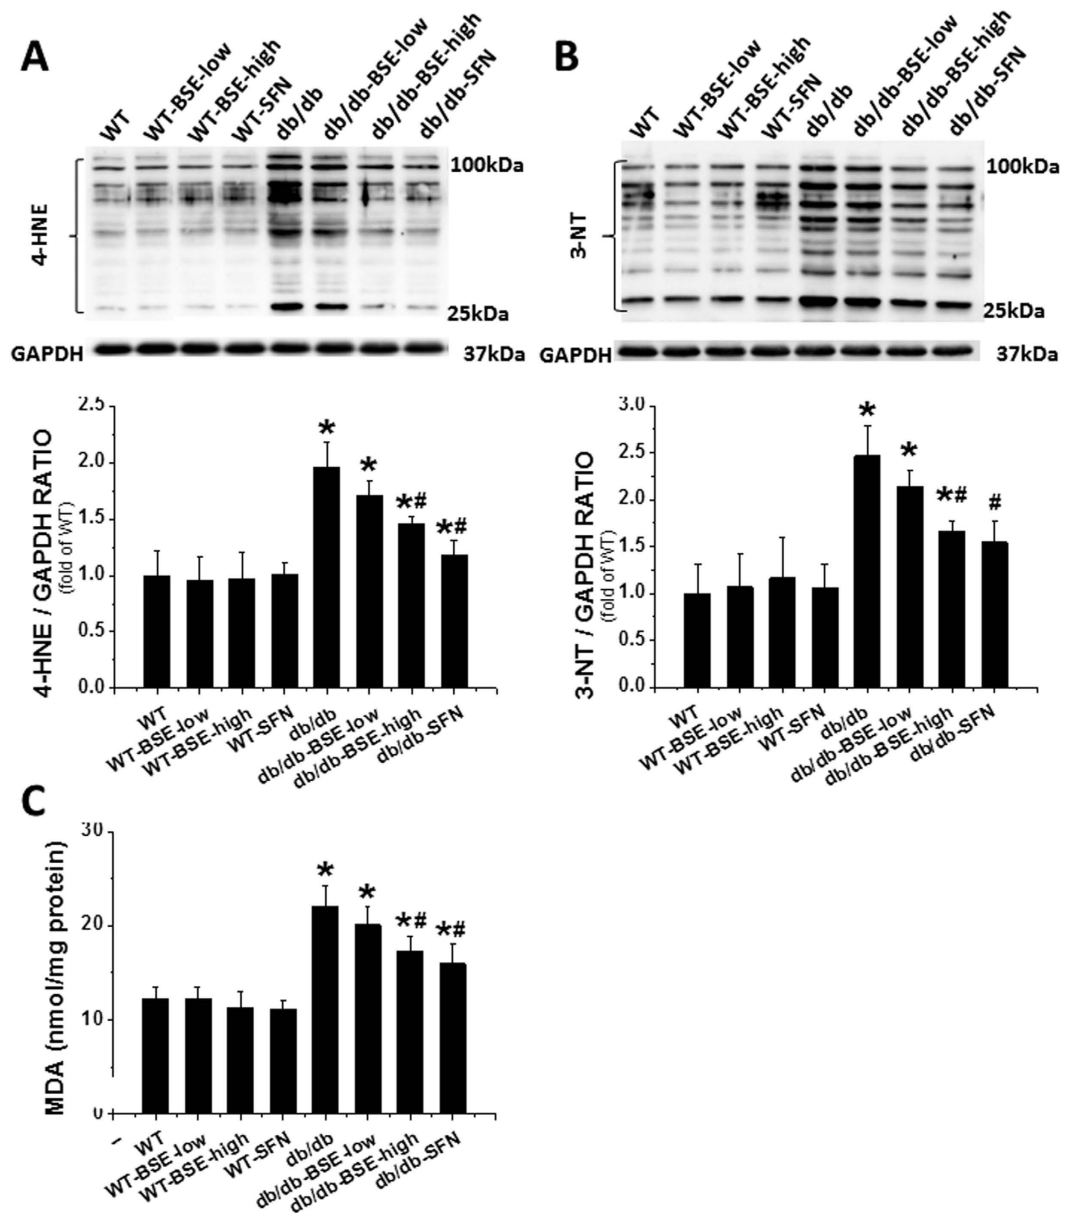 A
WT
WT-BSE-low
WT-BSE-high
WT-SFN
db/db
db/db-BSE-low
db/db-BSE-high
db/db-SFN
4-HNE
100kDa
25kDa
GAPDH
37kDa
2.5
2.0
1.5
1.0
0.5
0.0
4-HNE / GAPDH RATIO
(fold of WT)
*
*
*#
*#
WT
WT-BSE-low
WT-BSE-high
WT-SFN
db/db
db/db-BSE-low
db/db-BSE-high
db/db-SFN
B
WT
WT-BSE-low
WT-BSE-high
WT-SFN
db/db
db/db-BSE-low
db/db-BSE-high
db/db-SFN
3-NT
100kDa
25kDa
GAPDH
37kDa
3.0
2.5
2.0
1.5
1.0
0.5
0.0
3-NT / GAPDH RATIO
(fold of WT)
*
*
*#
#
WT
WT-BSE-low
WT-BSE-high
WT-SFN
db/db
db/db-BSE-low
db/db-BSE-high
db/db-SFN
C
30
20
10
0
MDA (nmol/mg protein)
*
*
*#
*#
–
WT
WT-BSE-low
WT-BSE-high
WT-SFN
db/db
db/db-BSE-low
db/db-BSE-high
db/db-SFN